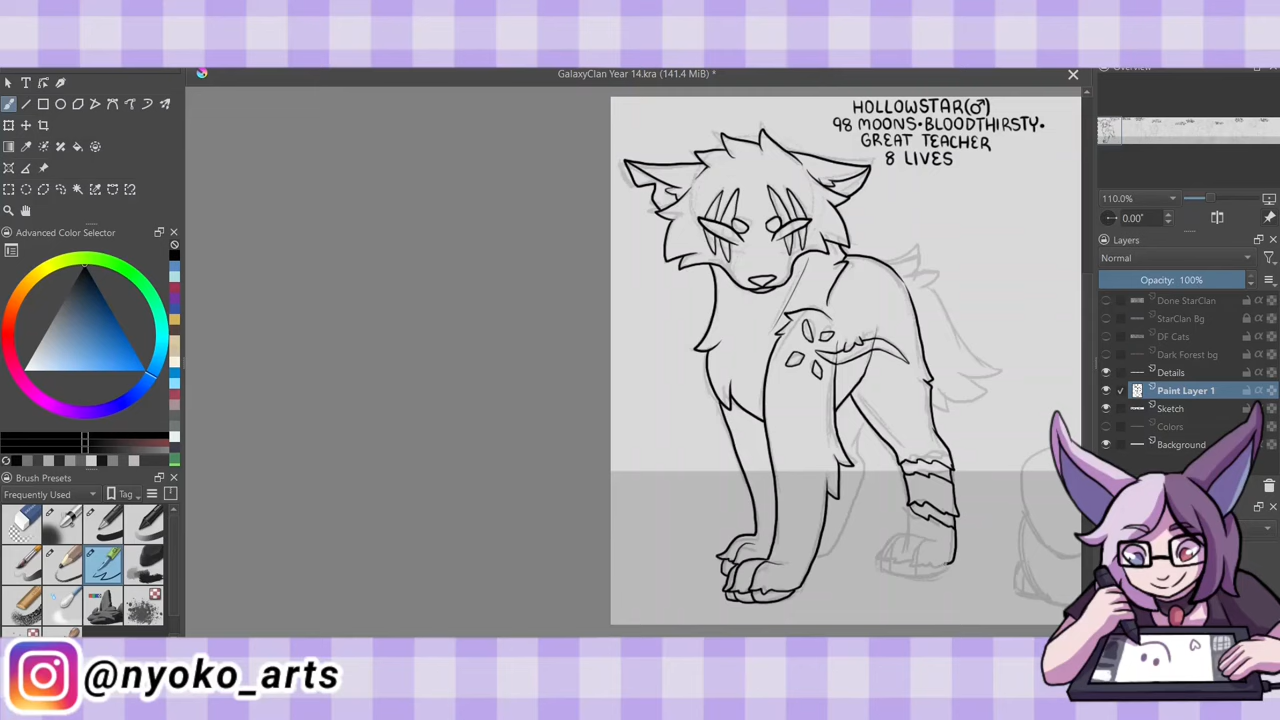 GalaxyClan Year 14.kra (141.4 MiB) *
HOLLOWSTAR(♂)
98 MOONS•BLOODTHIRSTY•
GREAT TEACHER
8 LIVES
110.0%
0.00°
Advanced Color Selector
Layers
Normal
Opacity: 100%
Done StarClan
StarClan Bg
DF Cats
Dark Forest bg
Details
Paint Layer 1
Sketch
Colors
Background
Brush Presets
Frequently Used
Tag
@nyoko_arts